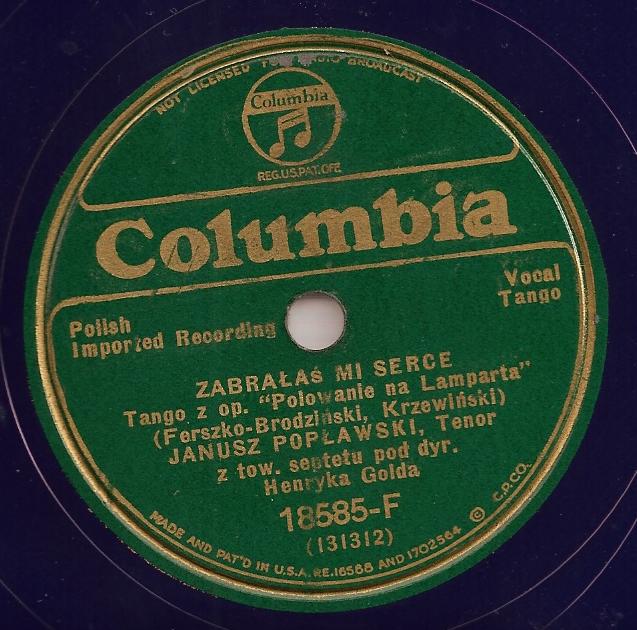 NOT LICENSED FOR RADIO BROADCAST
Columbia
REG.U.S.PAT.OFF.
Columbia
Polish
Imported Recording
Vocal
Tango
ZABRAŁAŚ MI SERCE
Tango z op. "Polowanie na Lamparta"
(Ferszko-Brodziński, Krzewiński)
JANUSZ POPŁAWSKI, Tenor
z tow. septetu pod dyr.
Henryka Golda
18585-F
(131312)
MADE AND PAT'D IN U.S.A. RE.16588 AND 1702564 © C.P.CO.